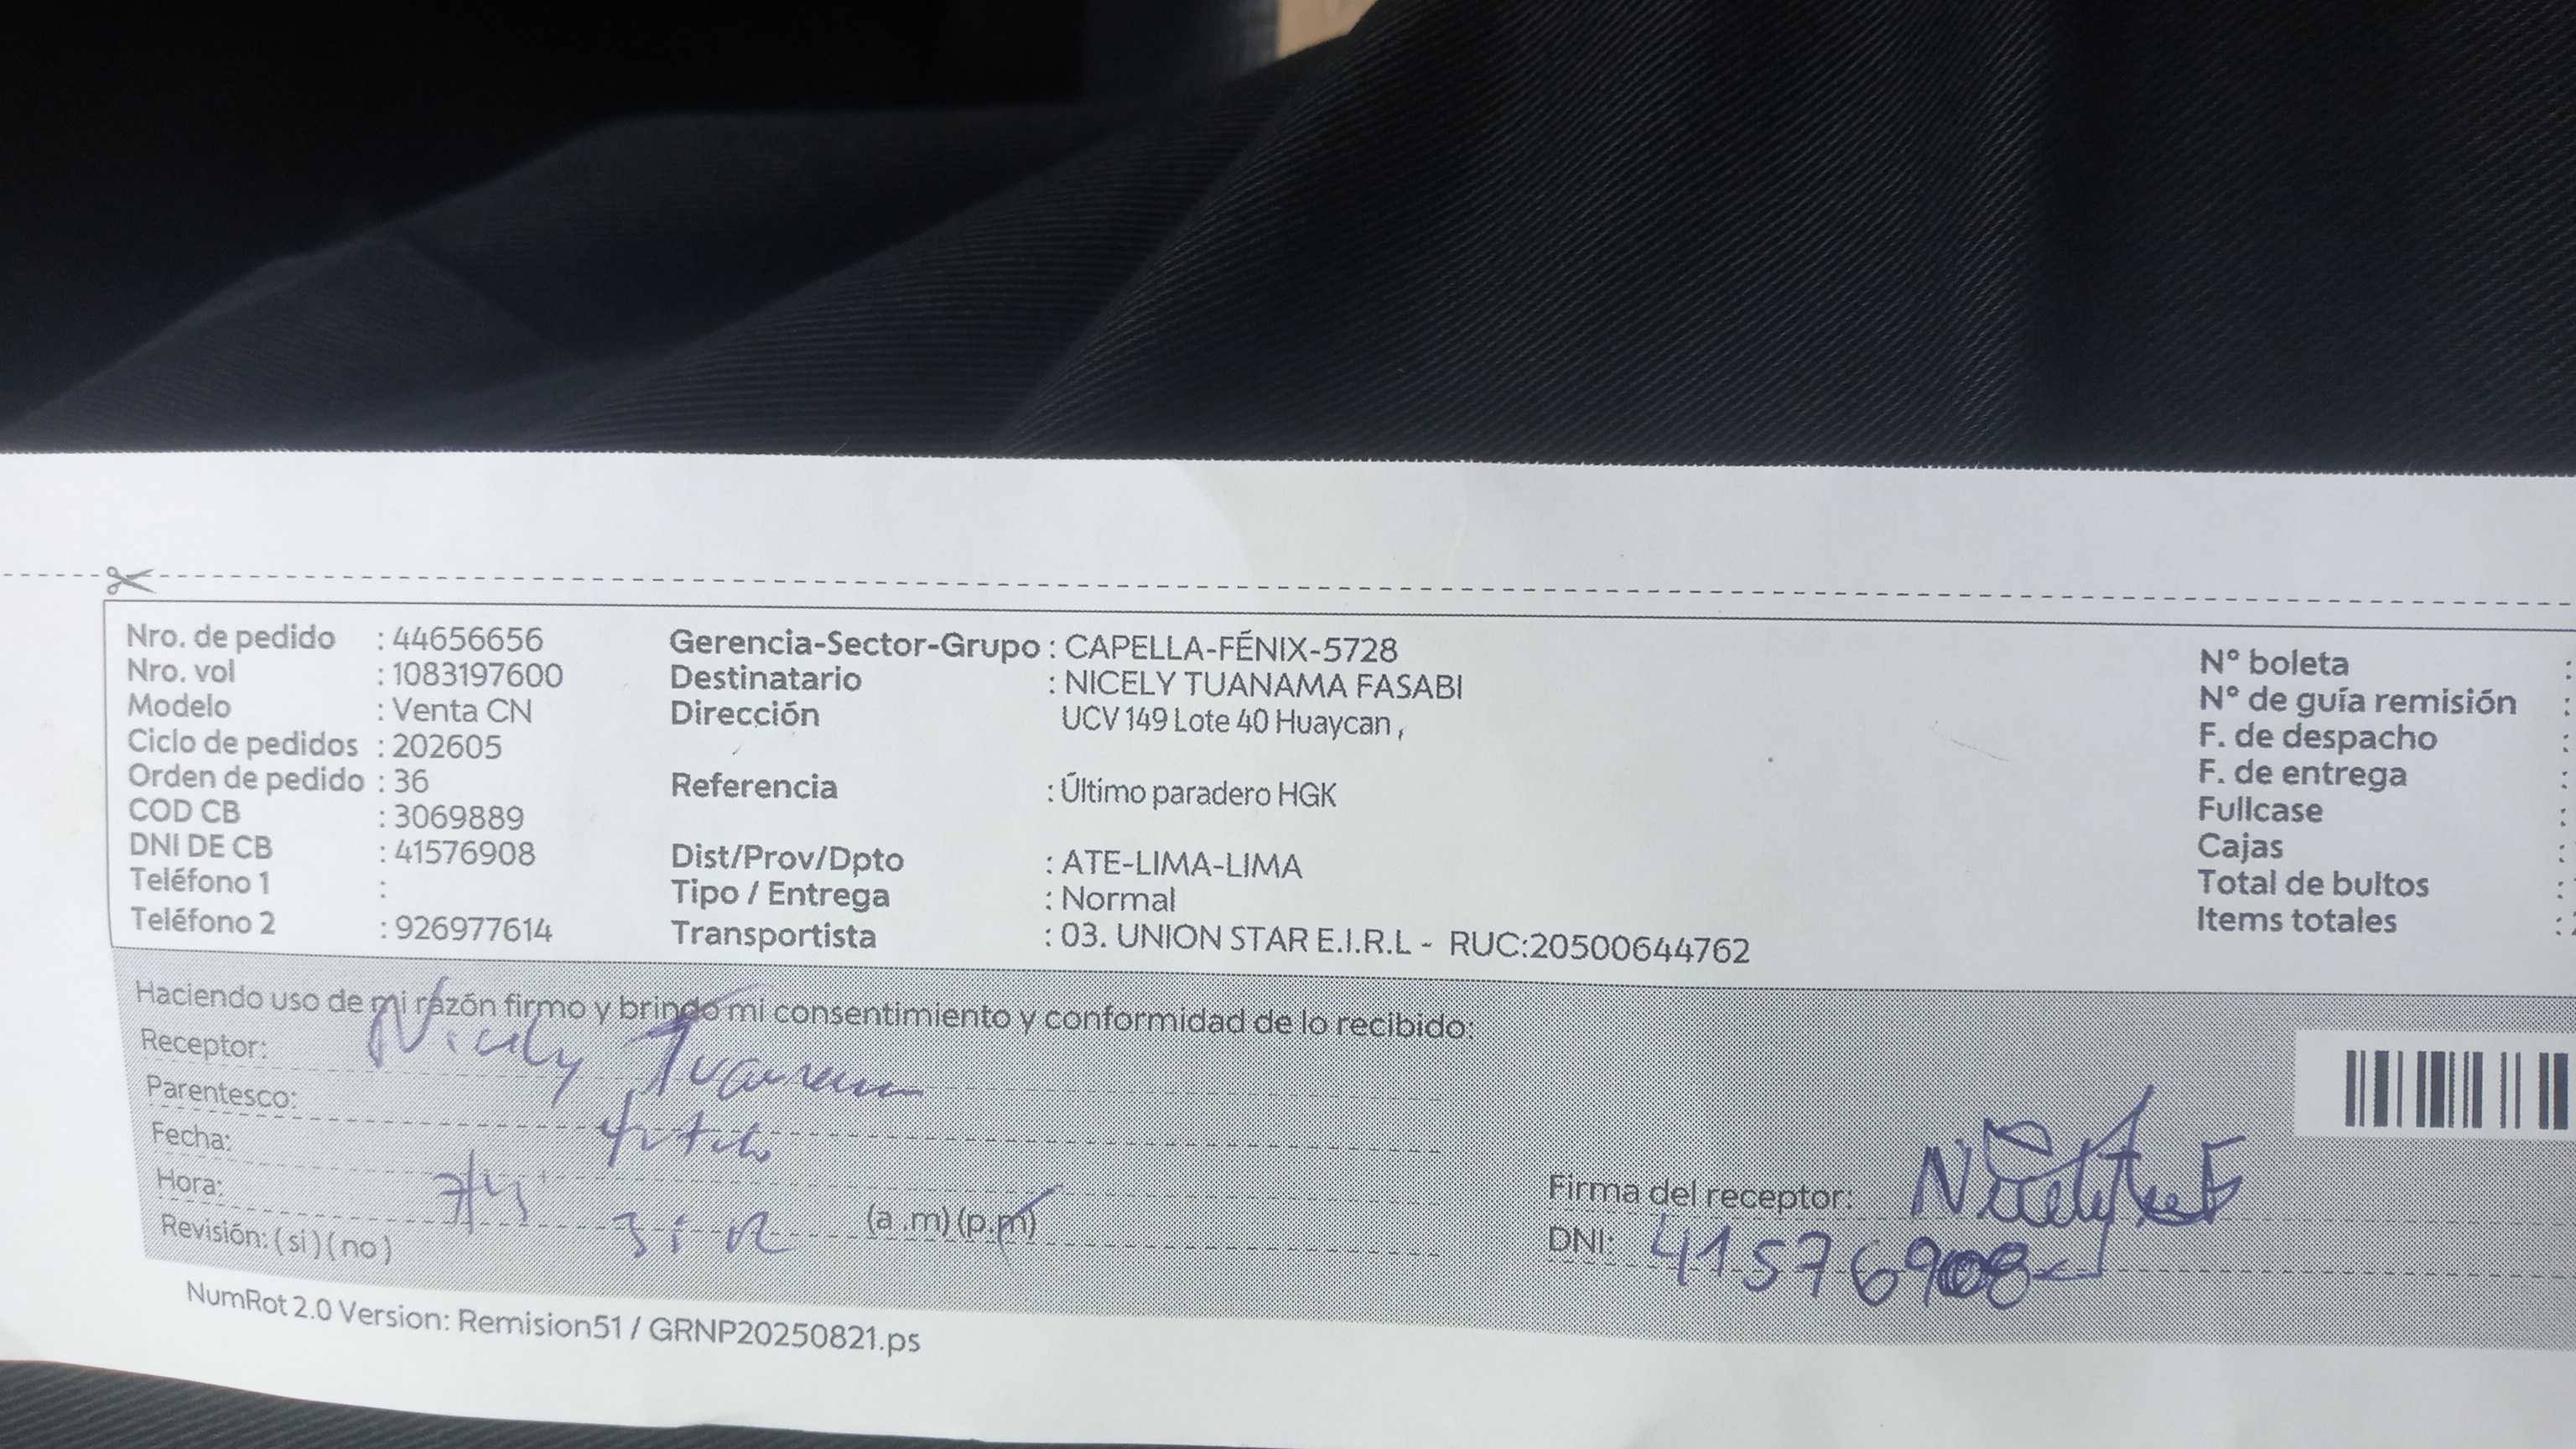 Nro. de pedido : 44656656
Nro. vol : 1083197600
Modelo : Venta CN
Ciclo de pedidos : 202605
Orden de pedido : 36
COD CB : 3069889
DNI DE CB : 41576908
Teléfono 1 :
Teléfono 2 : 926977614
Gerencia-Sector-Grupo : CAPELLA-FÉNIX-5728
Destinatario : NICELY TUANAMA FASABI
Dirección UCV 149 Lote 40 Huaycan ,
Referencia : Último paradero HGK
Dist/Prov/Dpto : ATE-LIMA-LIMA
Tipo / Entrega : Normal
Transportista : 03. UNION STAR E.I.R.L - RUC:20500644762
N° boleta :
N° de guía remisión :
F. de despacho :
F. de entrega :
Fullcase :
Cajas :
Total de bultos :
Items totales :
Haciendo uso de mi razón firmo y brindo mi consentimiento y conformidad de lo recibido:
Receptor: Nicely Tuanama
Parentesco:
Fecha: 7/4
Hora: (a .m) (p.m)
Revisión: ( si ) ( no )
Firma del receptor:
DNI: 41576908
NumRot 2.0 Version: Remision51 / GRNP20250821.ps